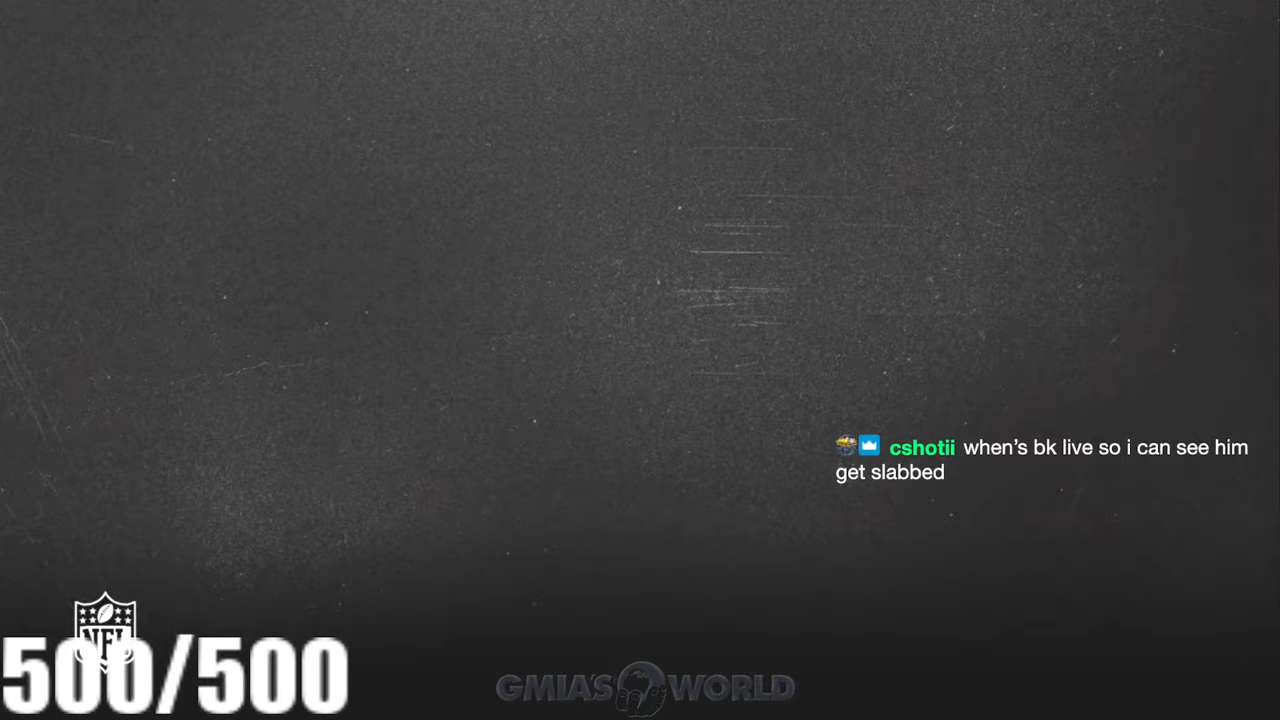 cshotii when's bk live so i can see him
get slabbed
NFL
500/500
GMIA'S WORLD